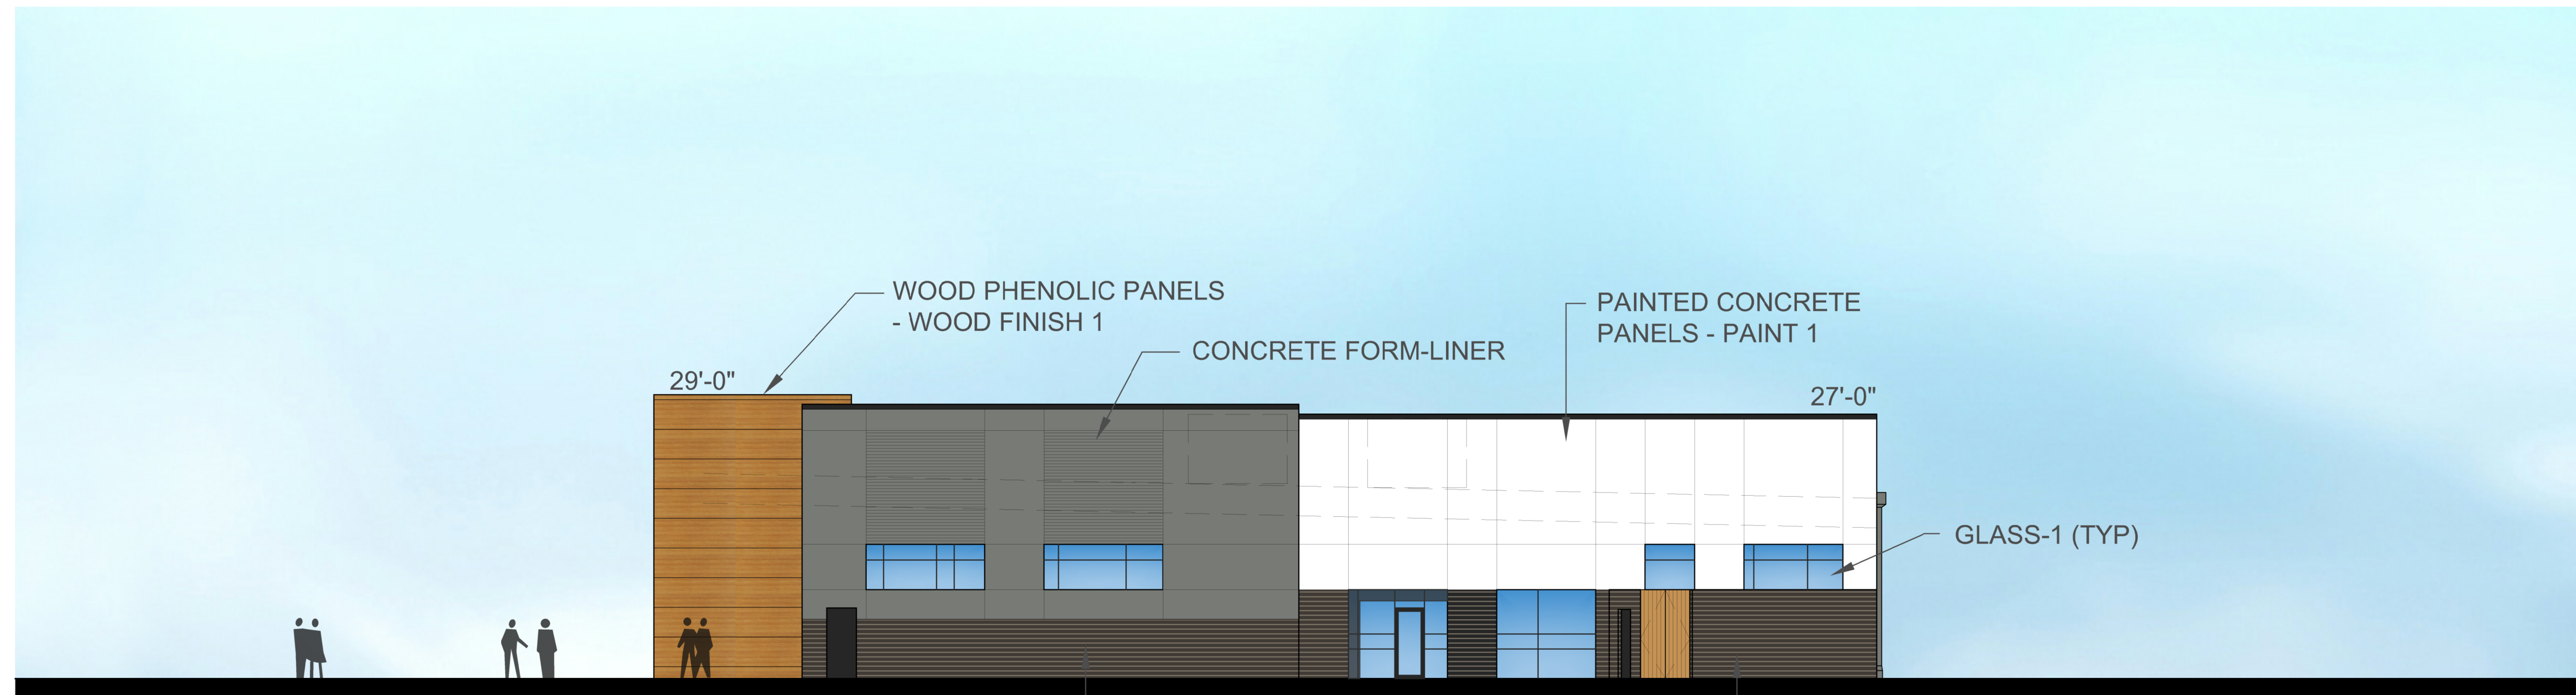 WOOD PHENOLIC PANELS
- WOOD FINISH 1
CONCRETE FORM-LINER
PAINTED CONCRETE
PANELS - PAINT 1
29'-0"
27'-0"
GLASS-1 (TYP)